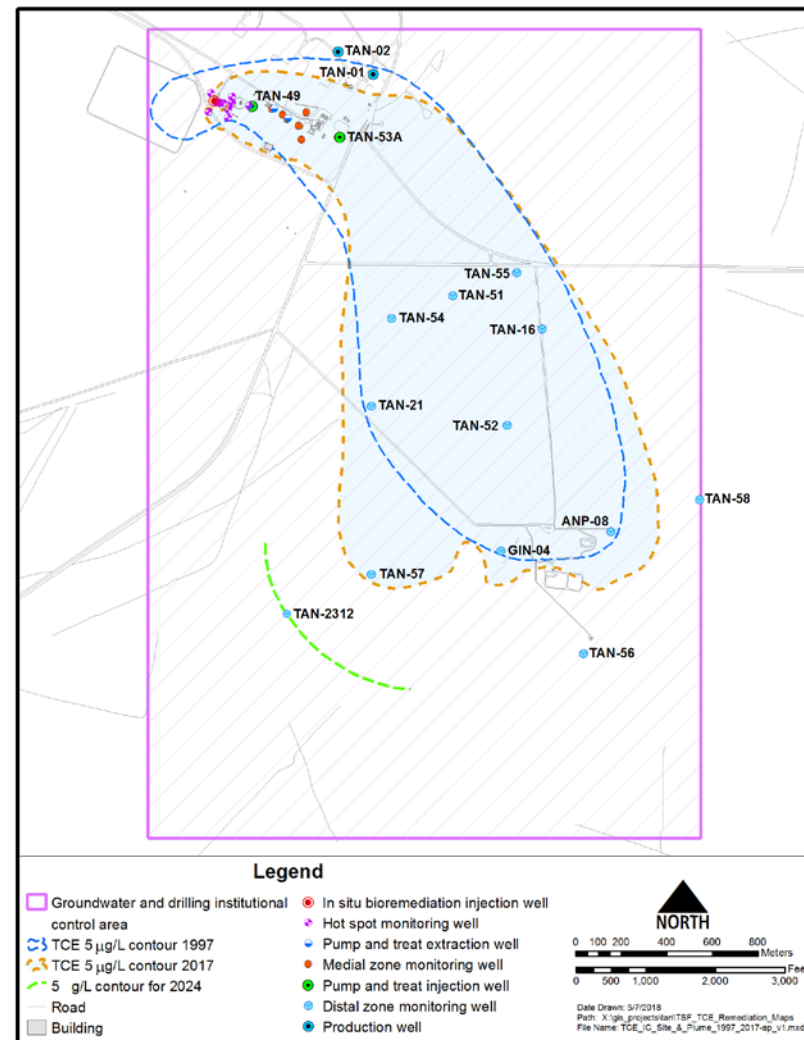 TAN-02
TAN-01
TAN-49
TAN-53A
TAN-55
TAN-51
TAN-54
TAN-16
TAN-21
TAN-52
TAN-58
ANP-08
GIN-04
TAN-57
TAN-2312
TAN-56
Legend
Groundwater and drilling institutional
control area
TCE 5 µg/L contour 1997
TCE 5 µg/L contour 2017
5 g/L contour for 2024
Road
Building
In situ bioremediation injection well
Hot spot monitoring well
Pump and treat extraction well
Medial zone monitoring well
Pump and treat injection well
Distal zone monitoring well
Production well
NORTH
0 100 200 400 600 800
Meters
Fee
0 500 1,000 2,000 3,000
Date Drawn: 5/7/2018
Path: X:\gis_projects\tan\TSF_TCE_Remediation_Maps
File Name: TCE_IC_Site_&_Plume_1997_2017-ep_v1.mxd